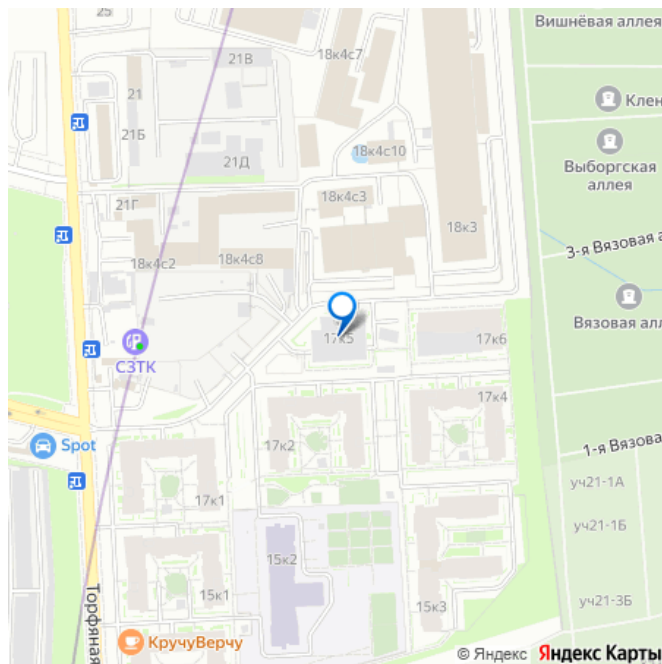 25
Вишнёвая аллея
21В
18к4с7
21
Клен
21Б
Выборгская
аллея
21Д
18к4с10
21Г
18к4с3
18к3
3-я Вязовая а
18к4с2
18к4с8
Вязовая алл
17к5
17к6
СЗТК
17к4
Spot
17к2
1-я Вязова
уч21-1А
17к1
уч21-1Б
15к2
15к1
15к3
уч21-3Б
Торфяная
КручуВерчу
© Яндекс Яндекс Карты